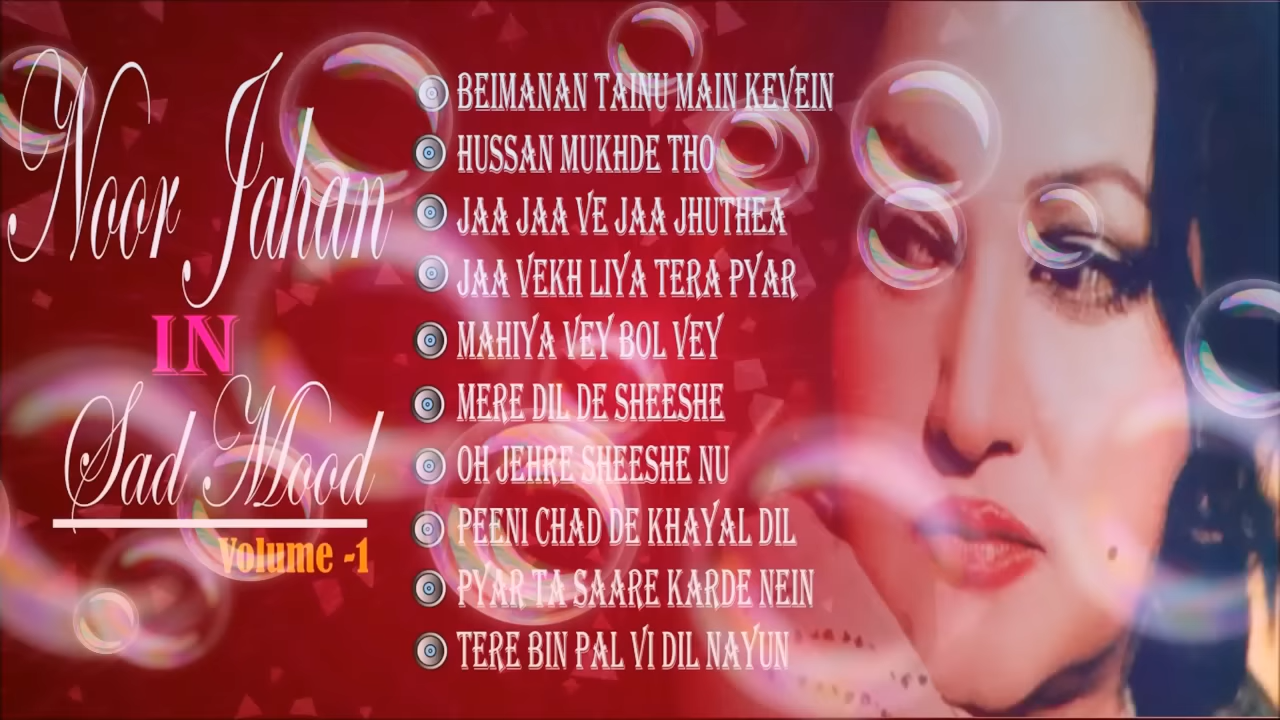 Noor Jahan
IN
Sad Mood
Volume -1
BEIMANAN TAINU MAIN KEVEIN
HUSSAN MUKHDE THO
JAA JAA VE JAA JHUTHEA
JAA VEKH LIYA TERA PYAR
MAHIYA VEY BOL VEY
MERE DIL DE SHEESHE
OH JEHRE SHEESHE NU
PEENI CHAD DE KHAYAL DIL
PYAR TA SAARE KARDE NEIN
TERE BIN PAL VI DIL NAYUN